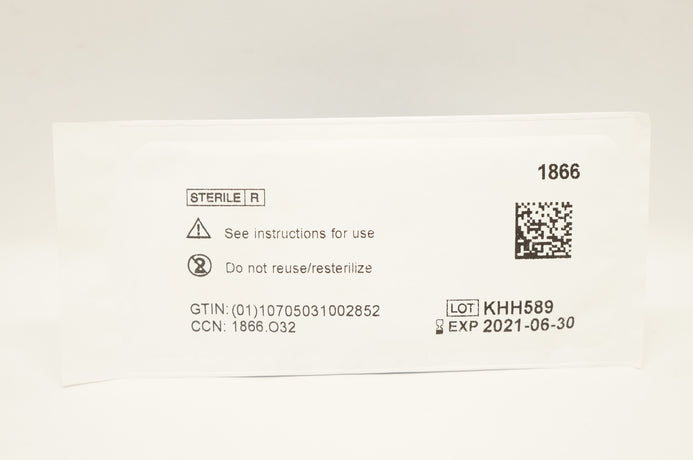 1866
STERILE R
See instructions for use
2 Do not reuse/resterilize
GTIN: (01)10705031002852
CCN: 1866.O32
LOT KHH589
EXP 2021-06-30